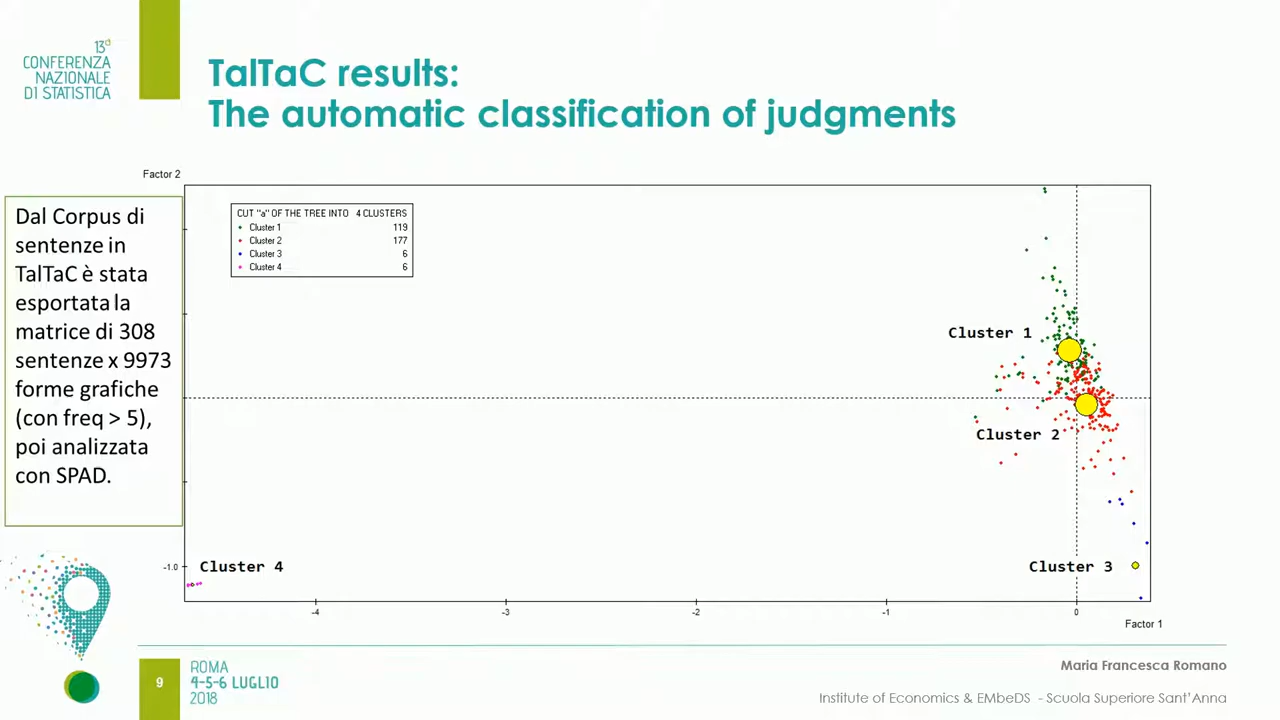 13ª
CONFERENZA
NAZIONALE
DI STATISTICA
TalTaC results:
The automatic classification of judgments
Factor 2
Dal Corpus di
sentenze in
TalTaC è stata
esportata la
matrice di 308
sentenze x 9973
forme grafiche
(con freq > 5),
poi analizzata
con SPAD.
CUT "a" OF THE TREE INTO 4 CLUSTERS
Cluster 1 119
Cluster 2 177
Cluster 3 6
Cluster 4 6
Cluster 1
Cluster 2
-1.0
Cluster 4
Cluster 3
-4 -3 -2 -1 0
Factor 1
9
ROMA
4-5-6 LUGLIO
2018
Maria Francesca Romano
Institute of Economics & EMbeDS - Scuola Superiore Sant'Anna